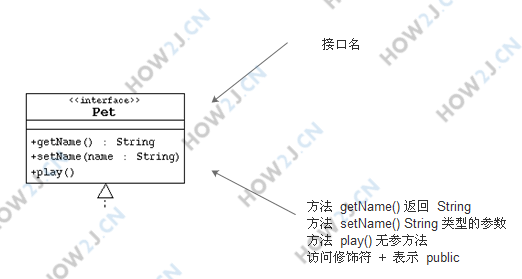 接口名
<<interface>>
Pet
+getName() : String
+setName(name : String)
+play()
方法 getName() 返回 String
方法 setName() String 类型的参数
方法 play() 无参方法
访问修饰符 + 表示 public
HOW2J.CN
HOW2J.CN
HOW2J.CN
HOW2J.CN
HOW2J.CN
HOW2J.CN
HOW2J.CN